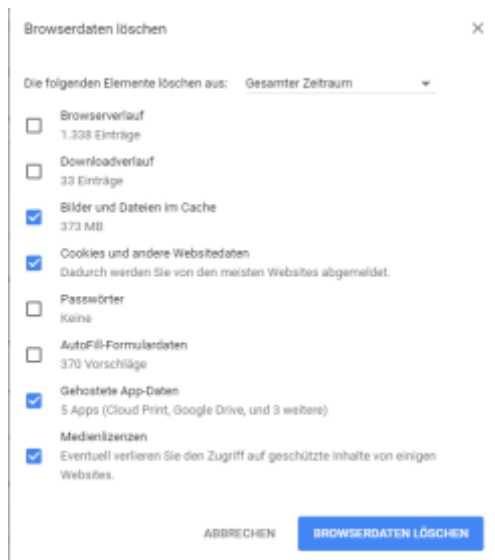 Browserdaten löschen
Die folgenden Elemente löschen aus: Gesamter Zeitraum
Browserverlauf
1.338 Einträge
Downloadverlauf
33 Einträge
Bilder und Dateien im Cache
373 MB
Cookies und andere Websitedaten
Dadurch werden Sie von den meisten Websites abgemeldet.
Passwörter
Keine
AutoFill-Formulardaten
370 Vorschläge
Gehostete App-Daten
5 Apps (Cloud Print, Google Drive, und 3 weitere)
Medienlizenzen
Eventuell verlieren Sie den Zugriff auf geschützte Inhalte von einigen
Websites.
ABBRECHEN BROWSERDATEN LÖSCHEN